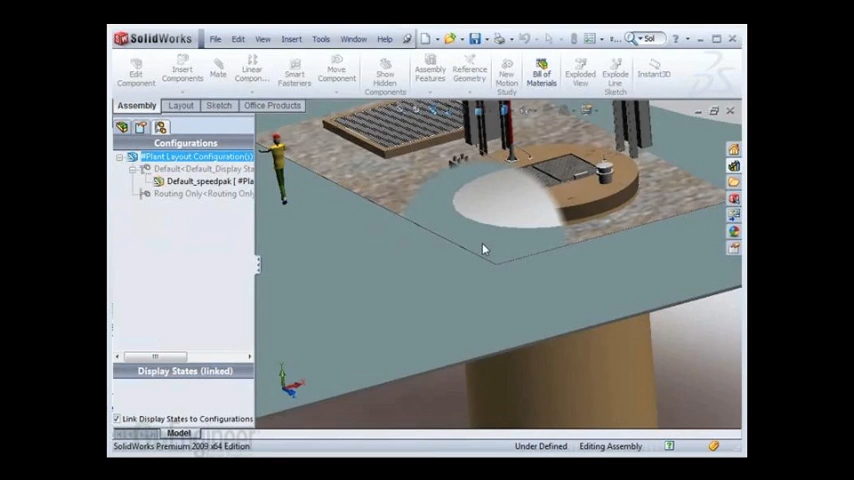 SolidWorks File Edit View Insert Tools Help Sol
Edit Component Insert Components Mate Linear Compon... Smart Fasteners Move Component Show Hidden Components Assembly Features Reference Geometry New Motion Study Bill of Materials Exploded View Explode Line Sketch Instant3D
Assembly Layout Sketch Office Products
Configurations
#Plant Layout Configuration(s)
Default<Default_Display Sta
Default_speedpak [ #Pla
Routing Only<Routing Only
Display States (linked)
Link Display States to Configurations
Model
SolidWorks Premium 2009 x64 Edition Under Defined Editing Assembly